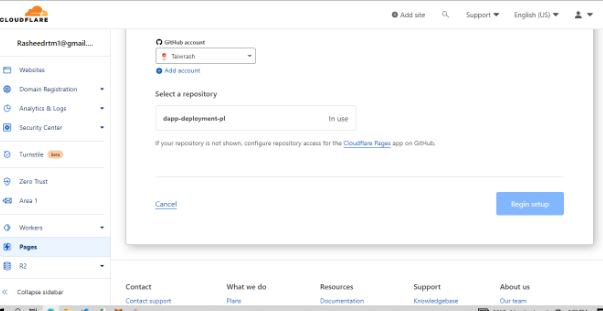 CLOUDFLARE
Add site
Support
English (US)
Rasheedrtm1@gmail....
Websites
Domain Registration
Analytics & Logs
Security Center
Turnstile Beta
Zero Trust
Area 1
Workers
Pages
R2
Collapse sidebar
GitHub account
Taiwrash
Add account
Select a repository
dapp-deployment-pl In use
If your repository is not shown, configure repository access for the Cloudflare Pages app on GitHub.
Cancel
Begin setup
Contact
Contact support
What we do
Plans
Resources
Documentation
Support
Knowledgebase
About us
Our team